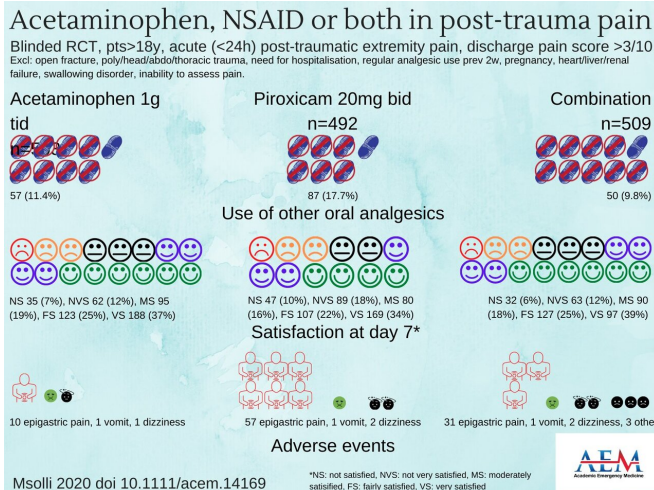 Acetaminophen, NSAID or both in post-trauma pain
Blinded RCT, pts>18y, acute (<24h) post-traumatic extremity pain, discharge pain score >3/10
Excl: open fracture, poly/head/abdo/thoracic trauma, need for hospitalisation, regular analgesic use prev 2w, pregnancy, heart/liver/renal
failure, swallowing disorder, inability to assess pain.
Acetaminophen 1g
tid
Piroxicam 20mg bid
n=492
Combination
n=509
57 (11.4%)
87 (17.7%)
50 (9.8%)
Use of other oral analgesics
NS 35 (7%), NVS 62 (12%), MS 95
(19%), FS 123 (25%), VS 188 (37%)
NS 47 (10%), NVS 89 (18%), MS 80
(16%), FS 107 (22%), VS 169 (34%)
NS 32 (6%), NVS 63 (12%), MS 90
(18%), FS 127 (25%), VS 97 (39%)
Satisfaction at day 7*
10 epigastric pain, 1 vomit, 1 dizziness
57 epigastric pain, 1 vomit, 2 dizziness
31 epigastric pain, 1 vomit, 2 dizziness, 3 othe
Adverse events
Msolli 2020 doi 10.1111/acem.14169
*NS: not satisfied, NVS: not very satisfied, MS: moderately
satisfied, FS: fairly satisfied, VS: very satisfied
AEM
Academic Emergency Medicine